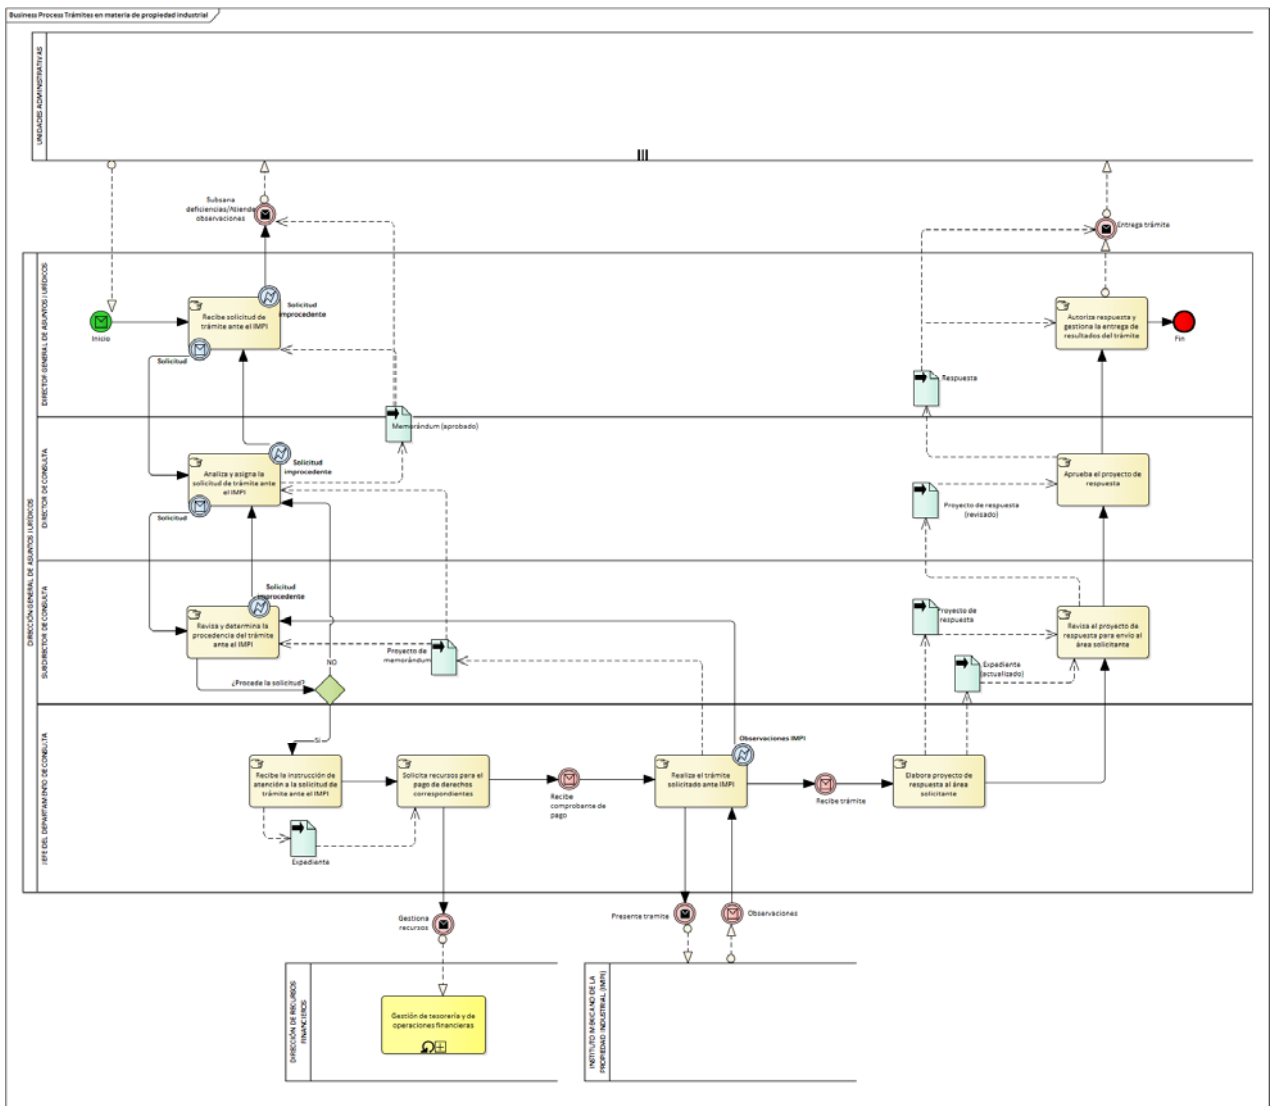 Business Process Trámites en materia de propiedad industrial
UNIDADES ADMINISTRATIVAS
Subsana
deficiencias/Atiende
observaciones
Entrega trámite
DIRECCIÓN GENERAL DE ASUNTOS JURÍDICOS
DIRECTOR GENERAL DE ASUNTOS JURÍDICOS
Inicio
Recibe solicitud de
trámite ante el IMPI
Solicitud
improcedente
Solicitud
Autoriza respuesta y
gestiona la entrega de
resultados del trámite
Fin
Respuesta
Memorándum (aprobado)
DIRECTOR DE CONSULTA
Analiza y asigna la
solicitud de trámite ante
el IMPI
Solicitud
improcedente
Solicitud
Aprueba el proyecto de
respuesta
Proyecto de respuesta
(revisado)
SUBDIRECTOR DE CONSULTA
Solicitud
improcedente
Revisa y determina la
procedencia del trámite
ante el IMPI
Proyecto de
memorándum
NO
¿Procede la solicitud?
Proyecto de
respuesta
Revisa el proyecto de
respuesta para envío al
área solicitante
Expediente
(actualizado)
JEFE DEL DEPARTAMENTO DE CONSULTA
Si
Recibe la instrucción de
atención a la solicitud de
trámite ante el IMPI
Solicita recursos para el
pago de derechos
correspondientes
Recibe
comprobante de
pago
Observaciones IMPI
Realiza el trámite
solicitado ante IMPI
Recibe trámite
Elabora proyecto de
respuesta al área
solicitante
Expediente
Gestiona
recursos
Presente tramite
Observaciones
DIRECCIÓN DE RECURSOS
FINANCIEROS
Gestión de tesorería y de
operaciones financieras
INSTITUTO MEXICANO DE LA
PROPIEDAD INDUSTRIAL (IMPI)